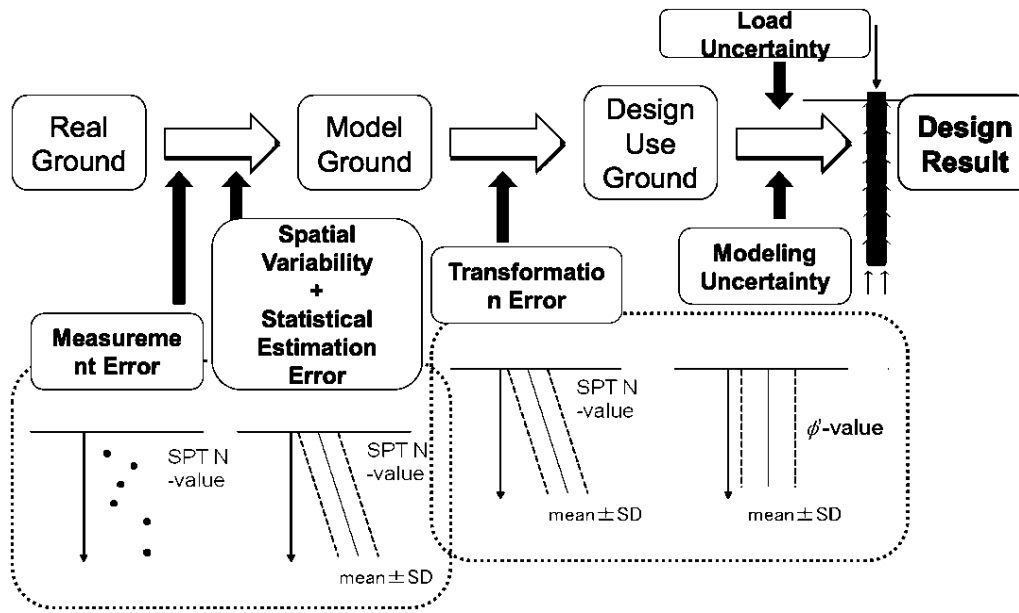 Load
Uncertainty
Real
Ground
Model
Ground
Design
Use
Ground
Design
Result
Spatial
Variability
+
Statistical
Estimation
Error
Transformatio
n Error
Modeling
Uncertainty
Measureme
nt Error
SPT N
-value
SPT N
-value
mean±SD
SPT N
-value
mean±SD
ϕ'-value
mean±SD